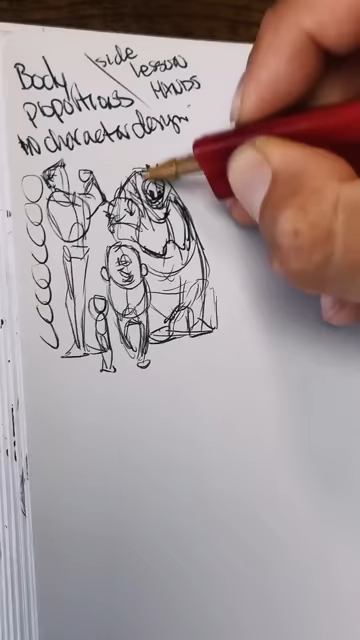 Body
proportions
in character design
side
lesson
HANDS